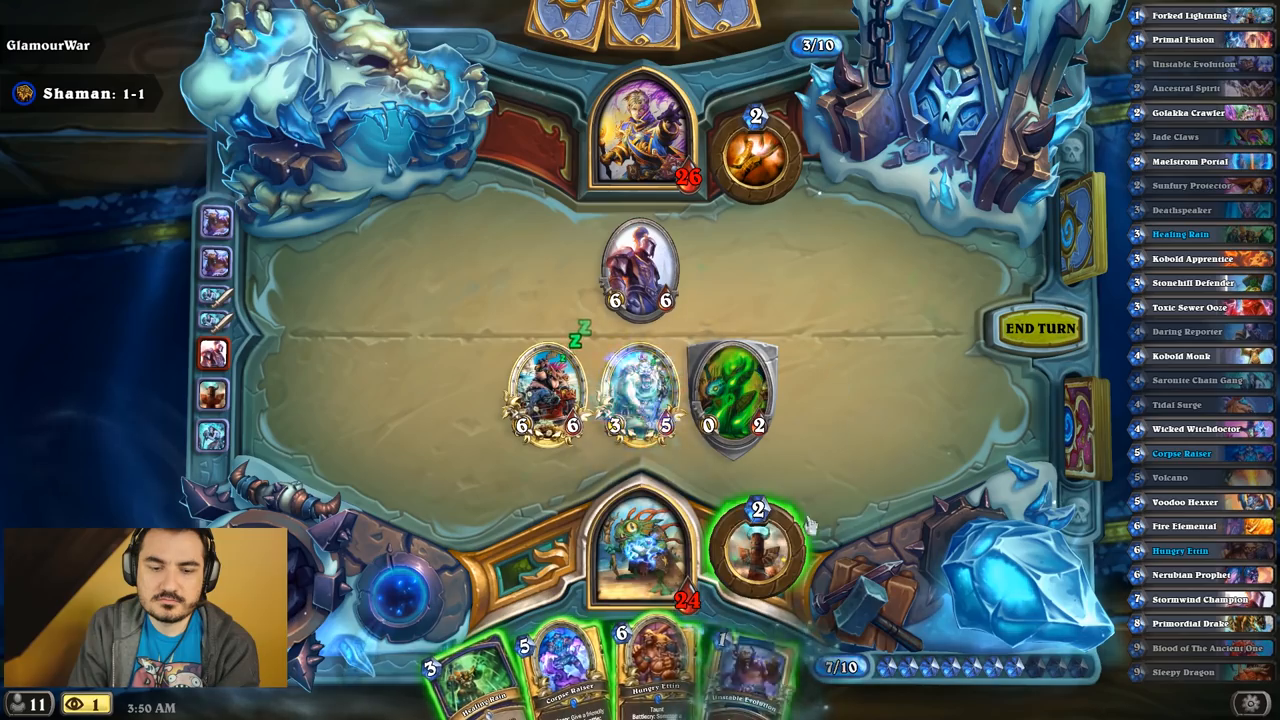 GlamourWar
Shaman: 1-1
3/10
2
26
6
6
END TURN
z
z
6
6
3
5
0
2
2
24
3
Healing Rain
5
Corpse Raiser
6
Hungry Ettin
Taunt
1
Unstable Evolution
7/10
11
1
3:50 AM
1 Forked Lightning
1 Primal Fusion
1 Unstable Evolution
2 Ancestral Spirit
2 Golakka Crawler
2 Jade Claws
2 Maelstrom Portal
2 Sunfury Protector
3 Deathspeaker
3 Healing Rain
3 Kobold Apprentice
3 Stonehill Defender
3 Toxic Sewer Ooze
4 Daring Reporter
4 Kobold Monk
4 Saronite Chain Gang
4 Tidal Surge
4 Wicked Witchdoctor
5 Corpse Raiser
5 Volcano
5 Voodoo Hexxer
6 Fire Elemental
6 Hungry Ettin
6 Nerubian Prophet
7 Stormwind Champion
8 Primordial Drake
9 Blood of The Ancient One
9 Sleepy Dragon